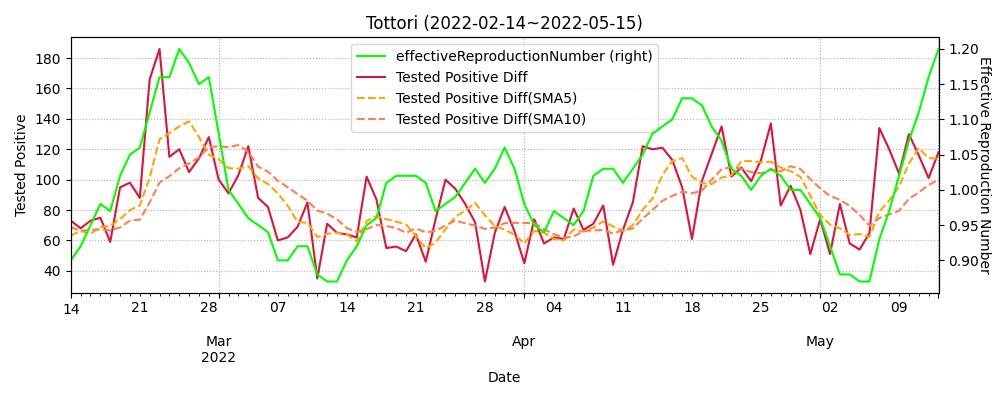 Tottori (2022-02-14~2022-05-15)
effectiveReproductionNumber (right)
Tested Positive Diff
Tested Positive Diff(SMA5)
Tested Positive Diff(SMA10)
Tested Positive
180
160
140
120
100
80
60
40
1.20
1.15
1.10
1.05
1.00
0.95
0.90
Effective Reproduction Number
14 21 28 07 14 21 28 04 11 18 25 02 09
Mar Apr May
2022
Date